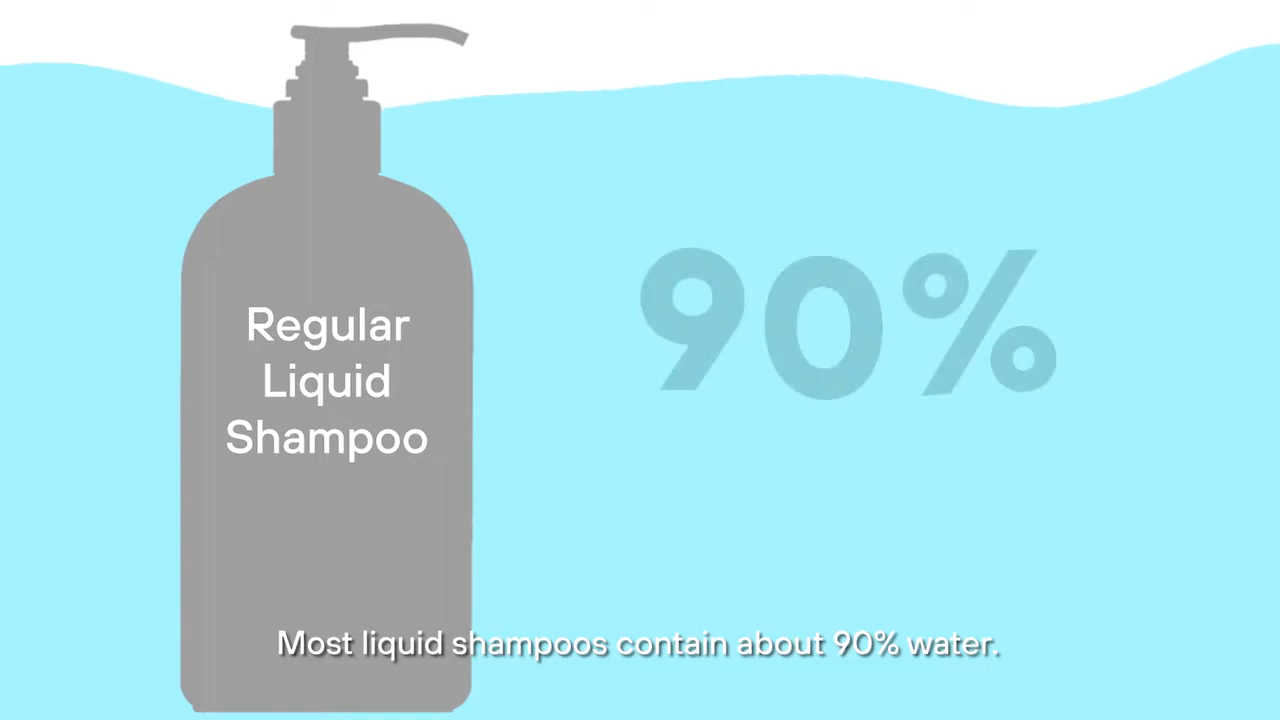 Regular
Liquid
Shampoo
90%
Most liquid shampoos contain about 90% water.